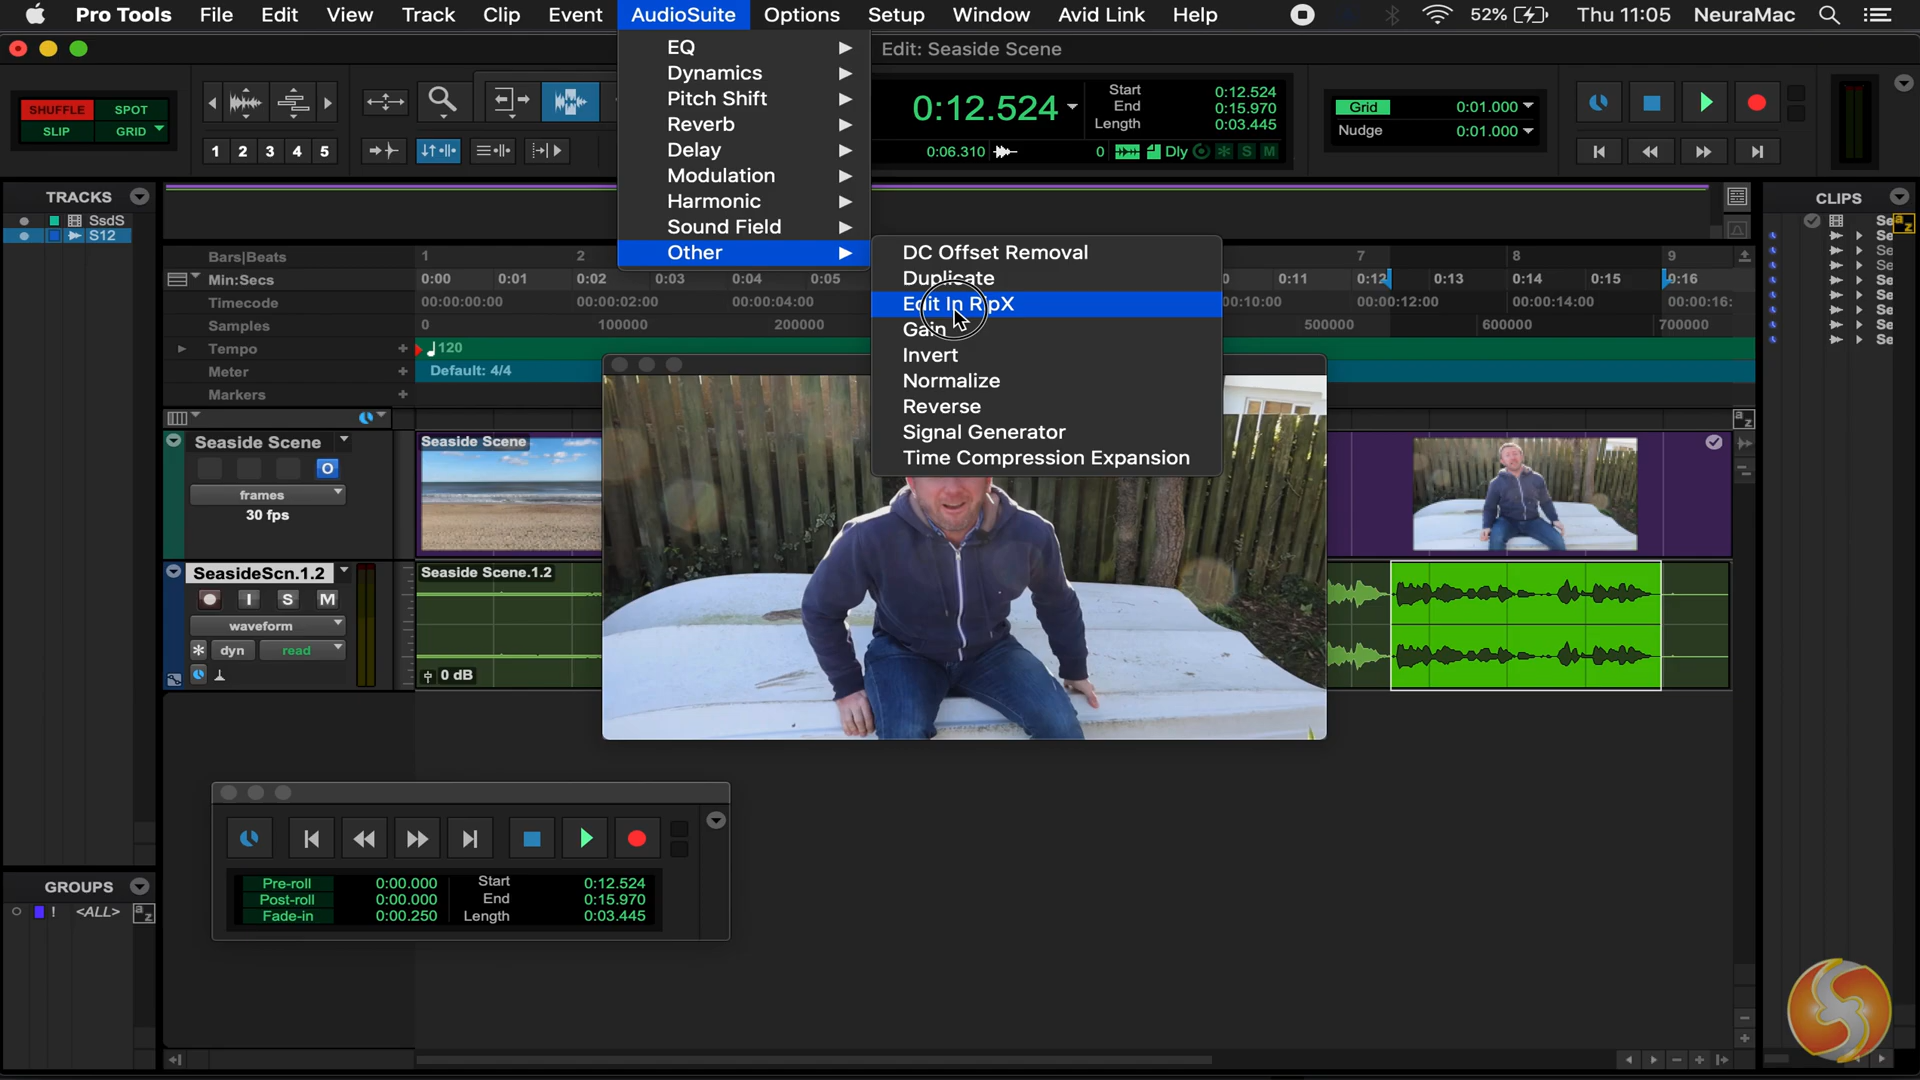 Pro Tools File Edit View Track Clip Event AudioSuite Options Setup Window Avid Link Help 52% Thu 11:05 NeuraMac
Edit: Seaside Scene
SHUFFLE SPOT
SLIP GRID
1 2 3 4 5
EQ
Dynamics
Pitch Shift
Reverb
Delay
Modulation
Harmonic
Sound Field
Other
DC Offset Removal
Duplicate
Edit In RipX
Gain
Invert
Normalize
Reverse
Signal Generator
Time Compression Expansion
0:12.524
Start 0:12.524
End 0:15.970
Length 0:03.445
0:06.310 0 Dly S M
Grid 0:01.000
Nudge 0:01.000
TRACKS
SsdS
S12
CLIPS
Se
Se
Se
Se
Se
Se
Se
Se
Se
Bars|Beats 1 2 7 8 9
Min:Secs 0:00 0:01 0:02 0:03 0:04 0:05 0:11 0:12 0:13 0:14 0:15 0:16
Timecode 00:00:00:00 00:00:02:00 00:00:04:00 0:10:00 00:00:12:00 00:00:14:00 00:00:16:
Samples 0 100000 200000 500000 600000 700000
Tempo 120
Meter Default: 4/4
Markers
Seaside Scene
O
frames
30 fps
Seaside Scene
SeasideScn.1.2
I S M
waveform
dyn read
Seaside Scene.1.2
0 dB
GROUPS
! <ALL>
a z
Pre-roll 0:00.000 Start 0:12.524
Post-roll 0:00.000 End 0:15.970
Fade-in 0:00.250 Length 0:03.445